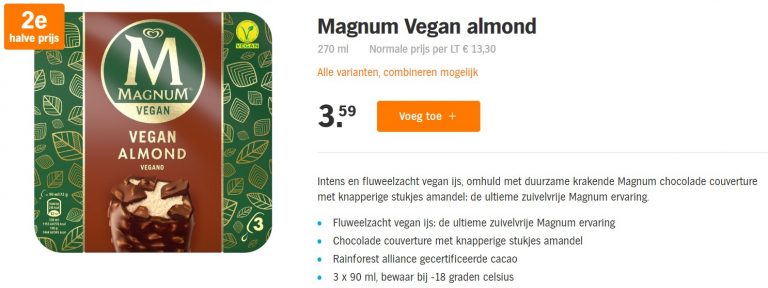 2e
halve prijs
M
MAGNUM
VEGAN
VEGAN
ALMOND
VEGANO
VEGAN
3
Magnum Vegan almond
270 ml Normale prijs per LT € 13,30
Alle varianten, combineren mogelijk
3.59
Voeg toe +
Intens en fluweelzacht vegan ijs, omhuld met duurzame krakende Magnum chocolade couverture
met knapperige stukjes amandel; de ultieme zuivelvrije Magnum ervaring.
Fluweelzacht vegan ijs: de ultieme zuivelvrije Magnum ervaring
Chocolade couverture met knapperige stukjes amandel
Rainforest alliance gecertificeerde cacao
3 x 90 ml, bewaar bij -18 graden celsius